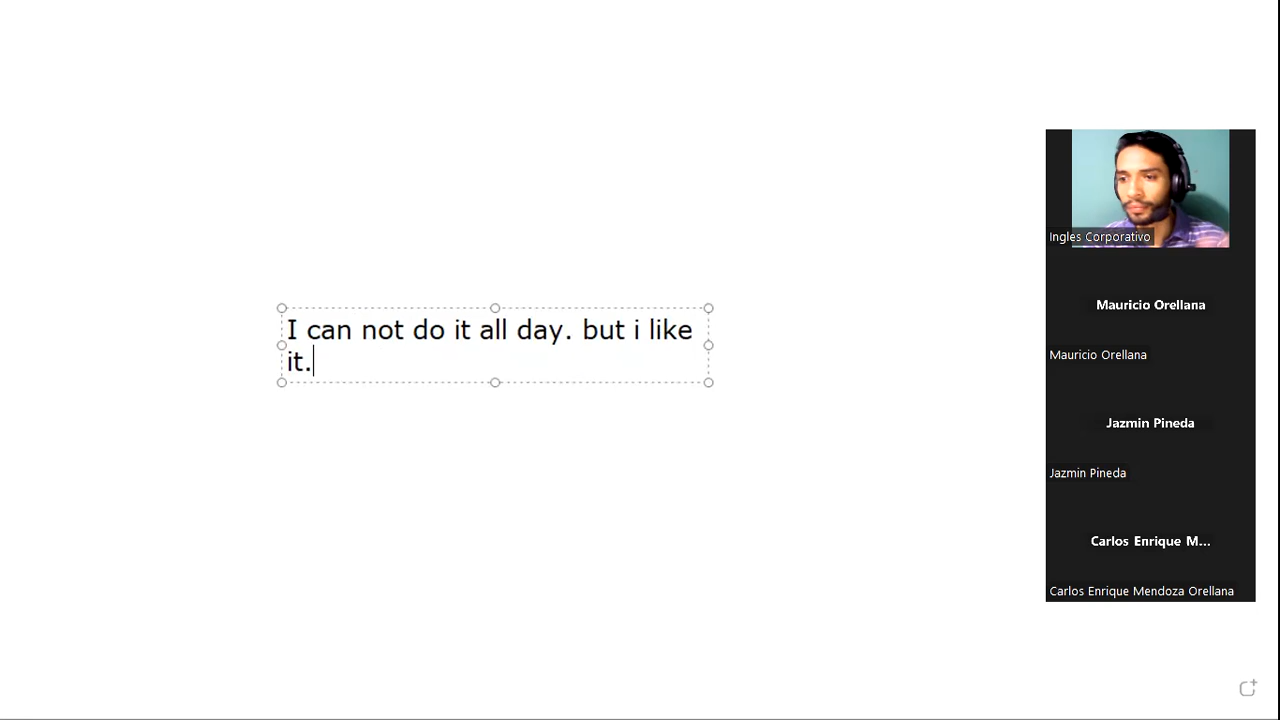 I can not do it all day. but i like
it.
Ingles Corporativo
Mauricio Orellana
Mauricio Orellana
Jazmin Pineda
Jazmin Pineda
Carlos Enrique M...
Carlos Enrique Mendoza Orellana